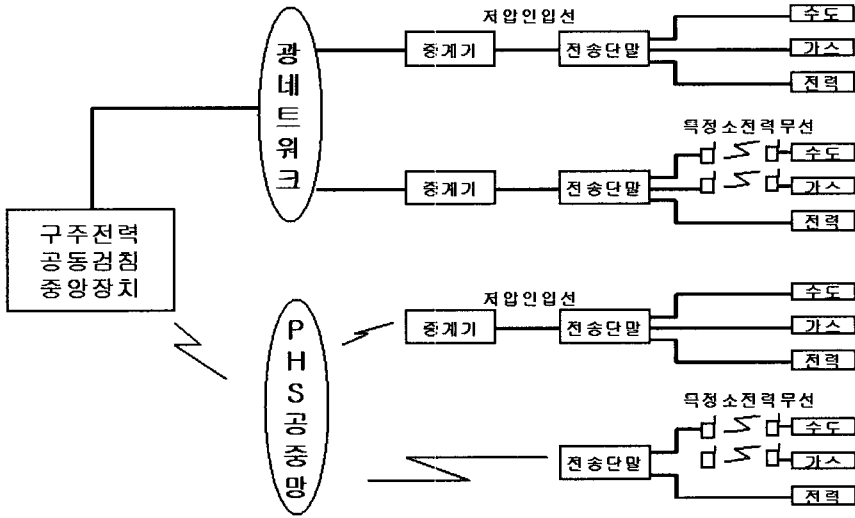 구주전력
공동검침
중앙장치
광네트워크
저압인입선
중계기
전송단말
수도
가스
전력
특정소전력무선
중계기
전송단말
수도
가스
전력
PHS공중망
저압인입선
중계기
전송단말
수도
가스
전력
특정소전력무선
전송단말
수도
가스
전력